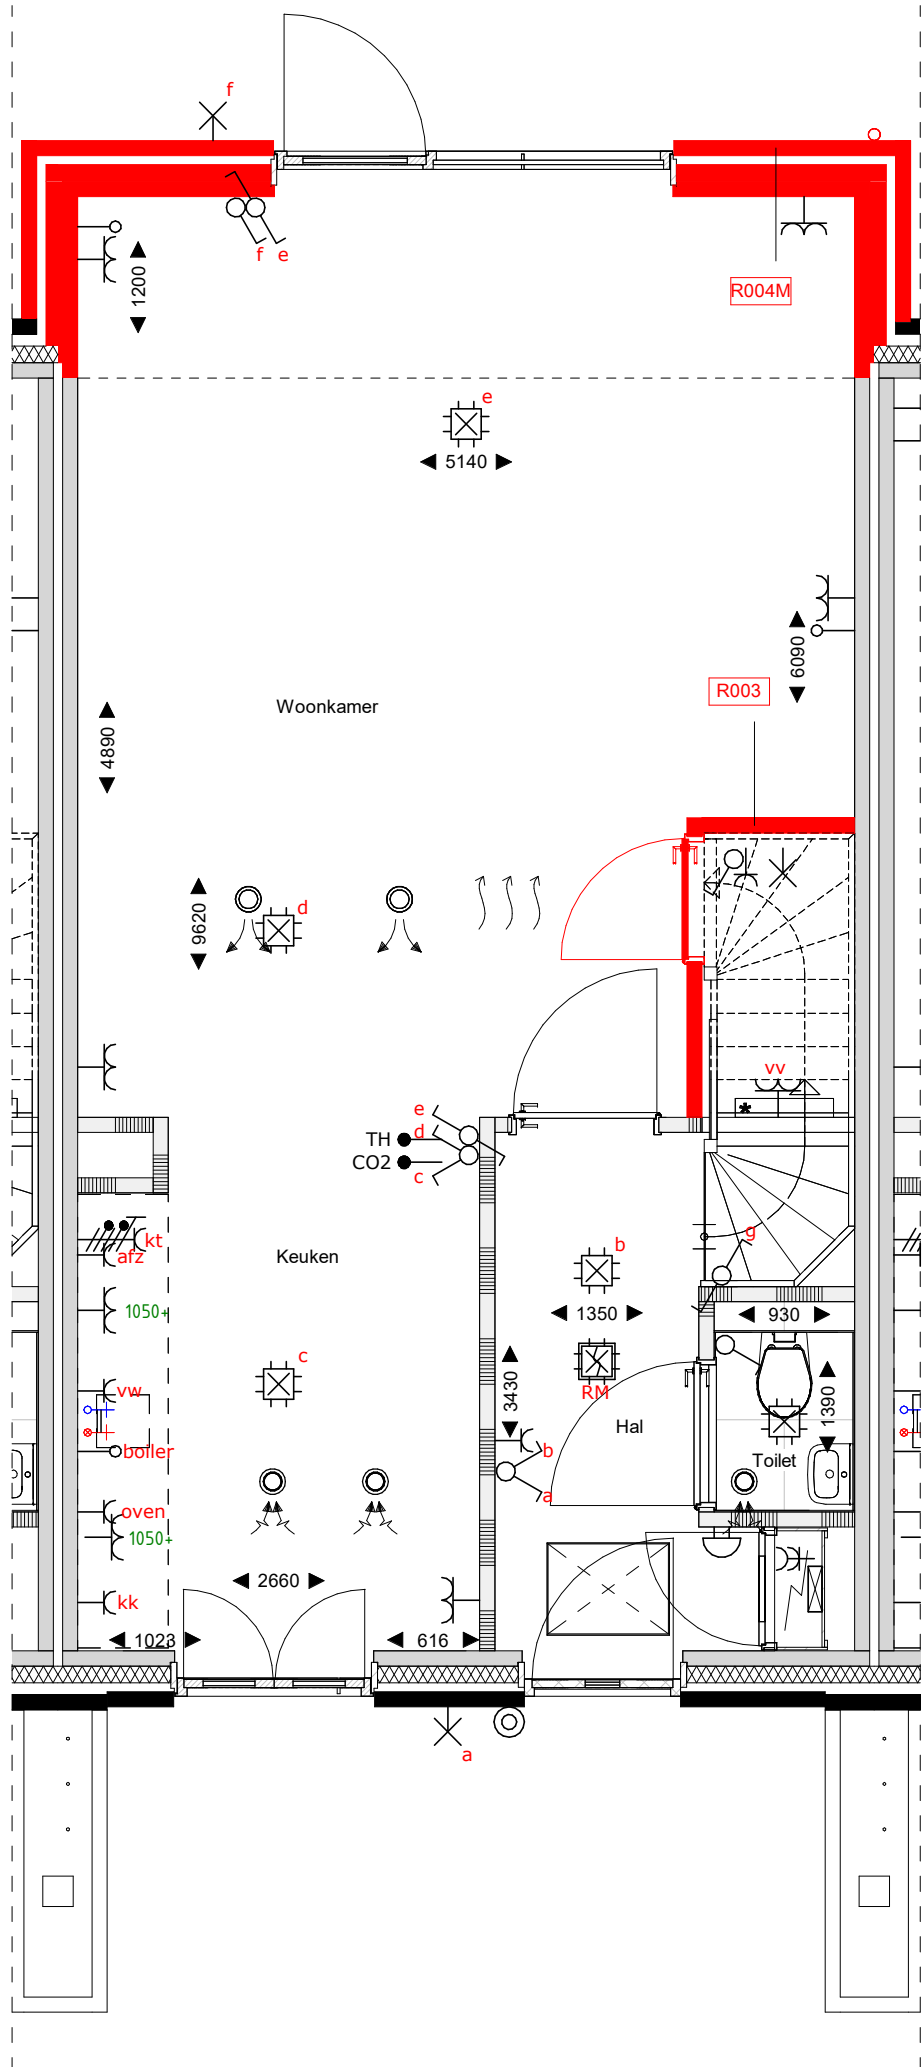 f
f e
1200
R004M
e
5140
6090
R003
Woonkamer
4890
d
9620
vv
*
e
TH d
CO2 c
kt
afz
Keuken
b
g
1050+
1350
930
c
RM
3430
vw
1390
Hal
boiler
b
Toilet
a
oven
1050+
2660
kk
1023
616
a